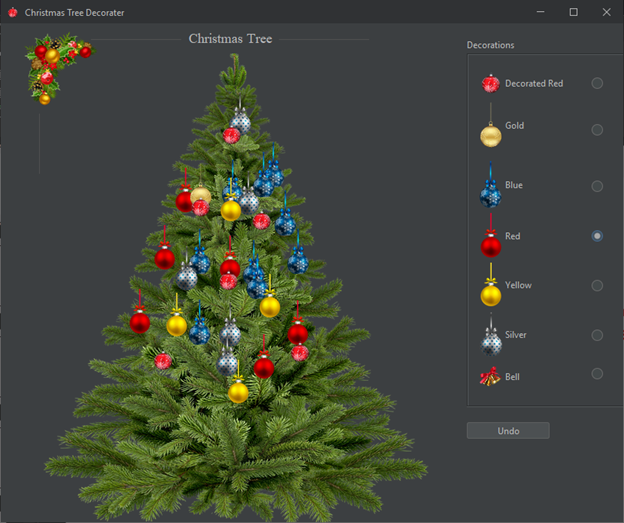 Christmas Tree Decorater
Christmas Tree
Decorations
Decorated Red
Gold
Blue
Red
Yellow
Silver
Bell
Undo